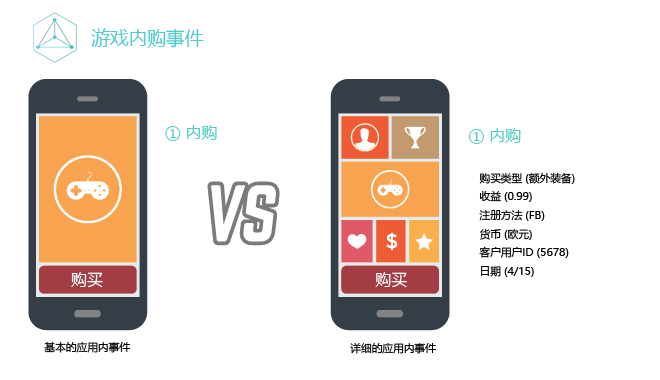 游戏内购事件
① 内购
VS
① 内购
购买类型 (额外装备)
收益 (0.99)
注册方法 (FB)
货币 (欧元)
客户用户ID (5678)
日期 (4/15)
$
购买
购买
基本的应用内事件
详细的应用内事件